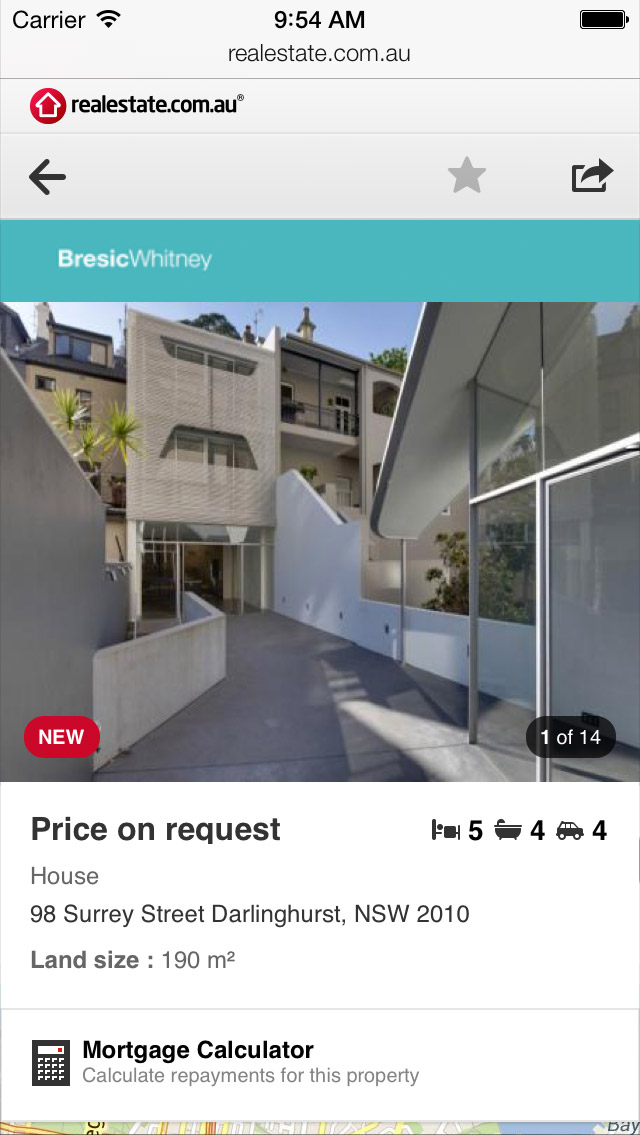 Carrier 9:54 AM
realestate.com.au
realestate.com.au®
BresicWhitney
NEW
1 of 14
Price on request 5 4 4
House
98 Surrey Street Darlinghurst, NSW 2010
Land size : 190 m²
Mortgage Calculator
Calculate repayments for this property
Bay